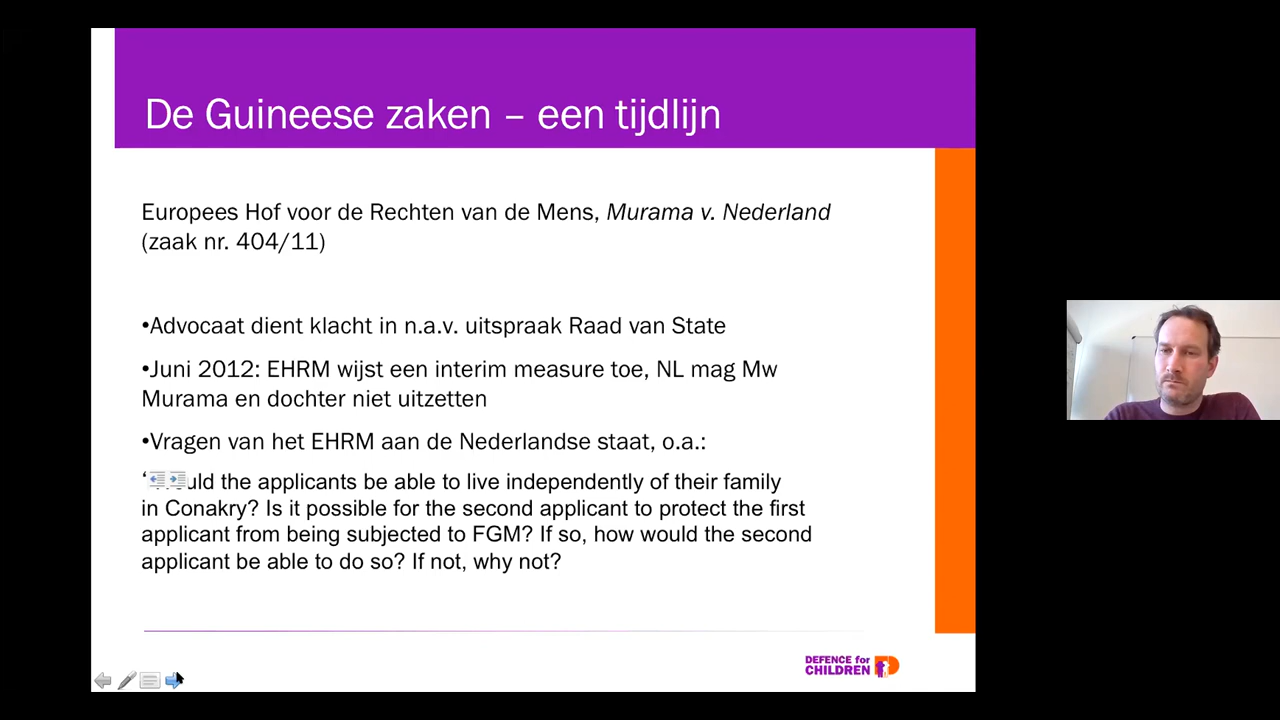 De Guineese zaken – een tijdlijn
Europees Hof voor de Rechten van de Mens, Murama v. Nederland
(zaak nr. 404/11)
•Advocaat dient klacht in n.a.v. uitspraak Raad van State
•Juni 2012: EHRM wijst een interim measure toe, NL mag Mw
Murama en dochter niet uitzetten
•Vragen van het EHRM aan de Nederlandse staat, o.a.:
the applicants be able to live independently of their family
in Conakry? Is it possible for the second applicant to protect the first
applicant from being subjected to FGM? If so, how would the second
applicant be able to do so? If not, why not?
DEFENCE for
CHILDREN